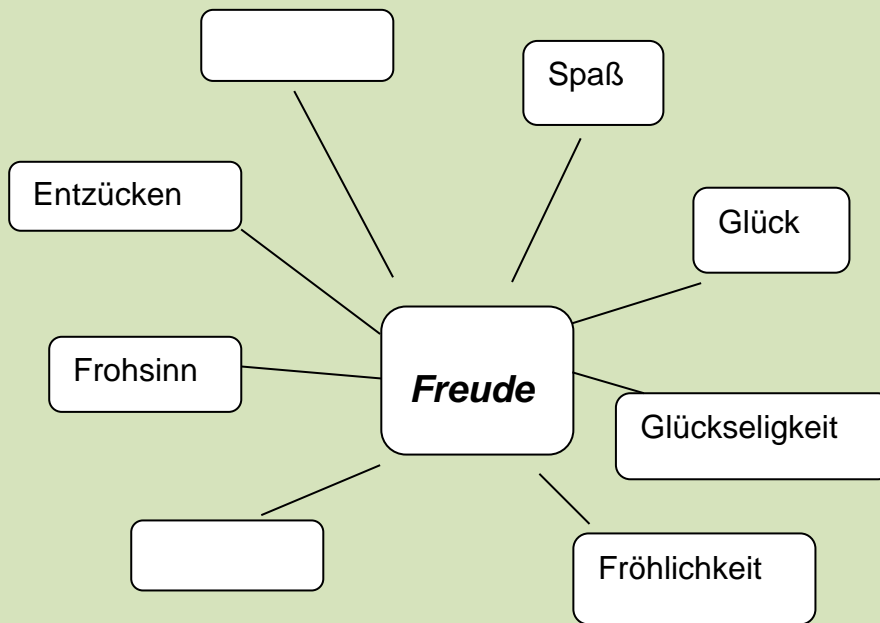 Spaß
Entzücken
Glück
Frohsinn
Freude
Glückseligkeit
Fröhlichkeit